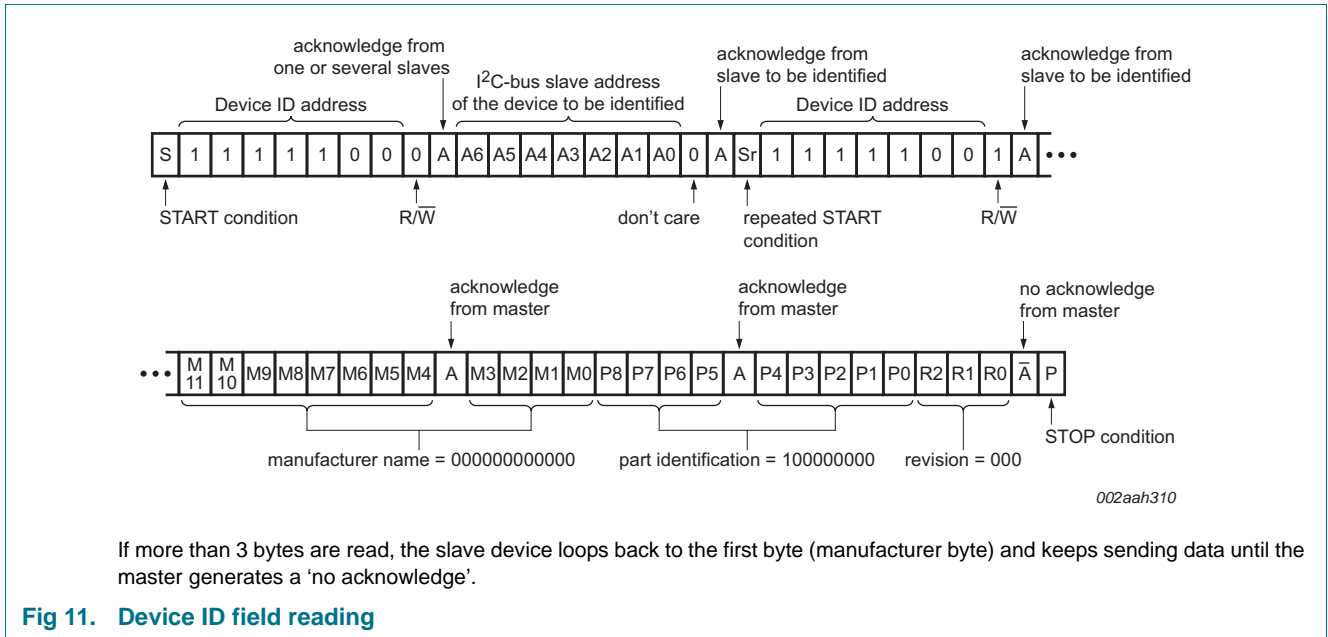 acknowledge from
one or several slaves
I2C-bus slave address
of the device to be identified
acknowledge from
slave to be identified
acknowledge from
slave to be identified
Device ID address
Device ID address
S 1 1 1 1 1 0 0 0 A A6 A5 A4 A3 A2 A1 A0 0 A Sr 1 1 1 1 1 0 0 1 A •••
START condition
R/W̅
don't care
repeated START
condition
R/W̅
acknowledge
from master
acknowledge
from master
no acknowledge
from master
••• M11 M10 M9 M8 M7 M6 M5 M4 A M3 M2 M1 M0 P8 P7 P6 P5 A P4 P3 P2 P1 P0 R2 R1 R0 A̅ P
STOP condition
manufacturer name = 000000000000
part identification = 100000000
revision = 000
002aah310
If more than 3 bytes are read, the slave device loops back to the first byte (manufacturer byte) and keeps sending data until the
master generates a ‘no acknowledge’.
Fig 11. Device ID field reading